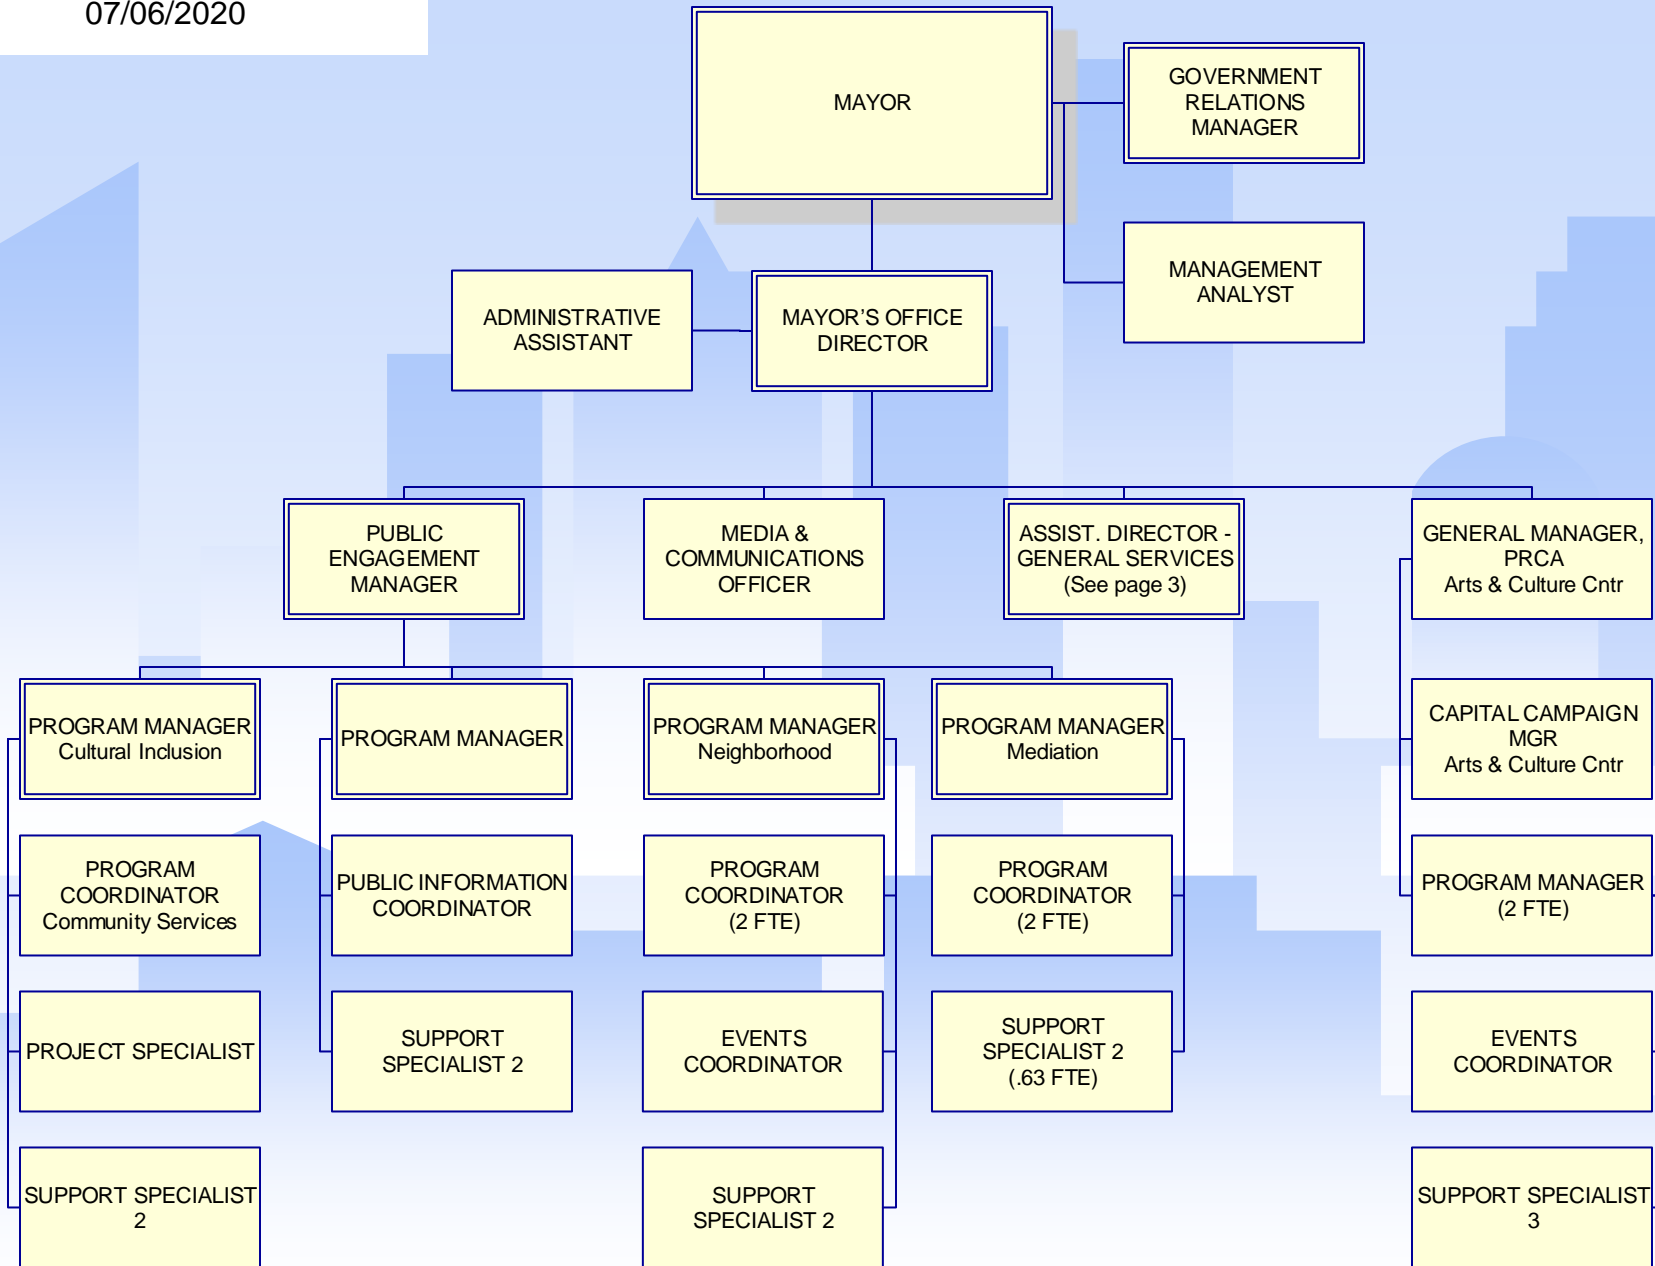 07/06/2020
MAYOR
GOVERNMENT
RELATIONS
MANAGER
MANAGEMENT
ANALYST
ADMINISTRATIVE
ASSISTANT
MAYOR'S OFFICE
DIRECTOR
PUBLIC
ENGAGEMENT
MANAGER
MEDIA &
COMMUNICATIONS
OFFICER
ASSIST. DIRECTOR -
GENERAL SERVICES
(See page 3)
GENERAL MANAGER,
PRCA
Arts & Culture Cntr
PROGRAM MANAGER
Cultural Inclusion
PROGRAM MANAGER
PROGRAM MANAGER
Neighborhood
PROGRAM MANAGER
Mediation
CAPITAL CAMPAIGN
MGR
Arts & Culture Cntr
PROGRAM
COORDINATOR
Community Services
PUBLIC INFORMATION
COORDINATOR
PROGRAM
COORDINATOR
(2 FTE)
PROGRAM
COORDINATOR
(2 FTE)
PROGRAM MANAGER
(2 FTE)
PROJECT SPECIALIST
SUPPORT
SPECIALIST 2
EVENTS
COORDINATOR
SUPPORT
SPECIALIST 2
(.63 FTE)
EVENTS
COORDINATOR
SUPPORT SPECIALIST
2
SUPPORT
SPECIALIST 2
SUPPORT SPECIALIST
3